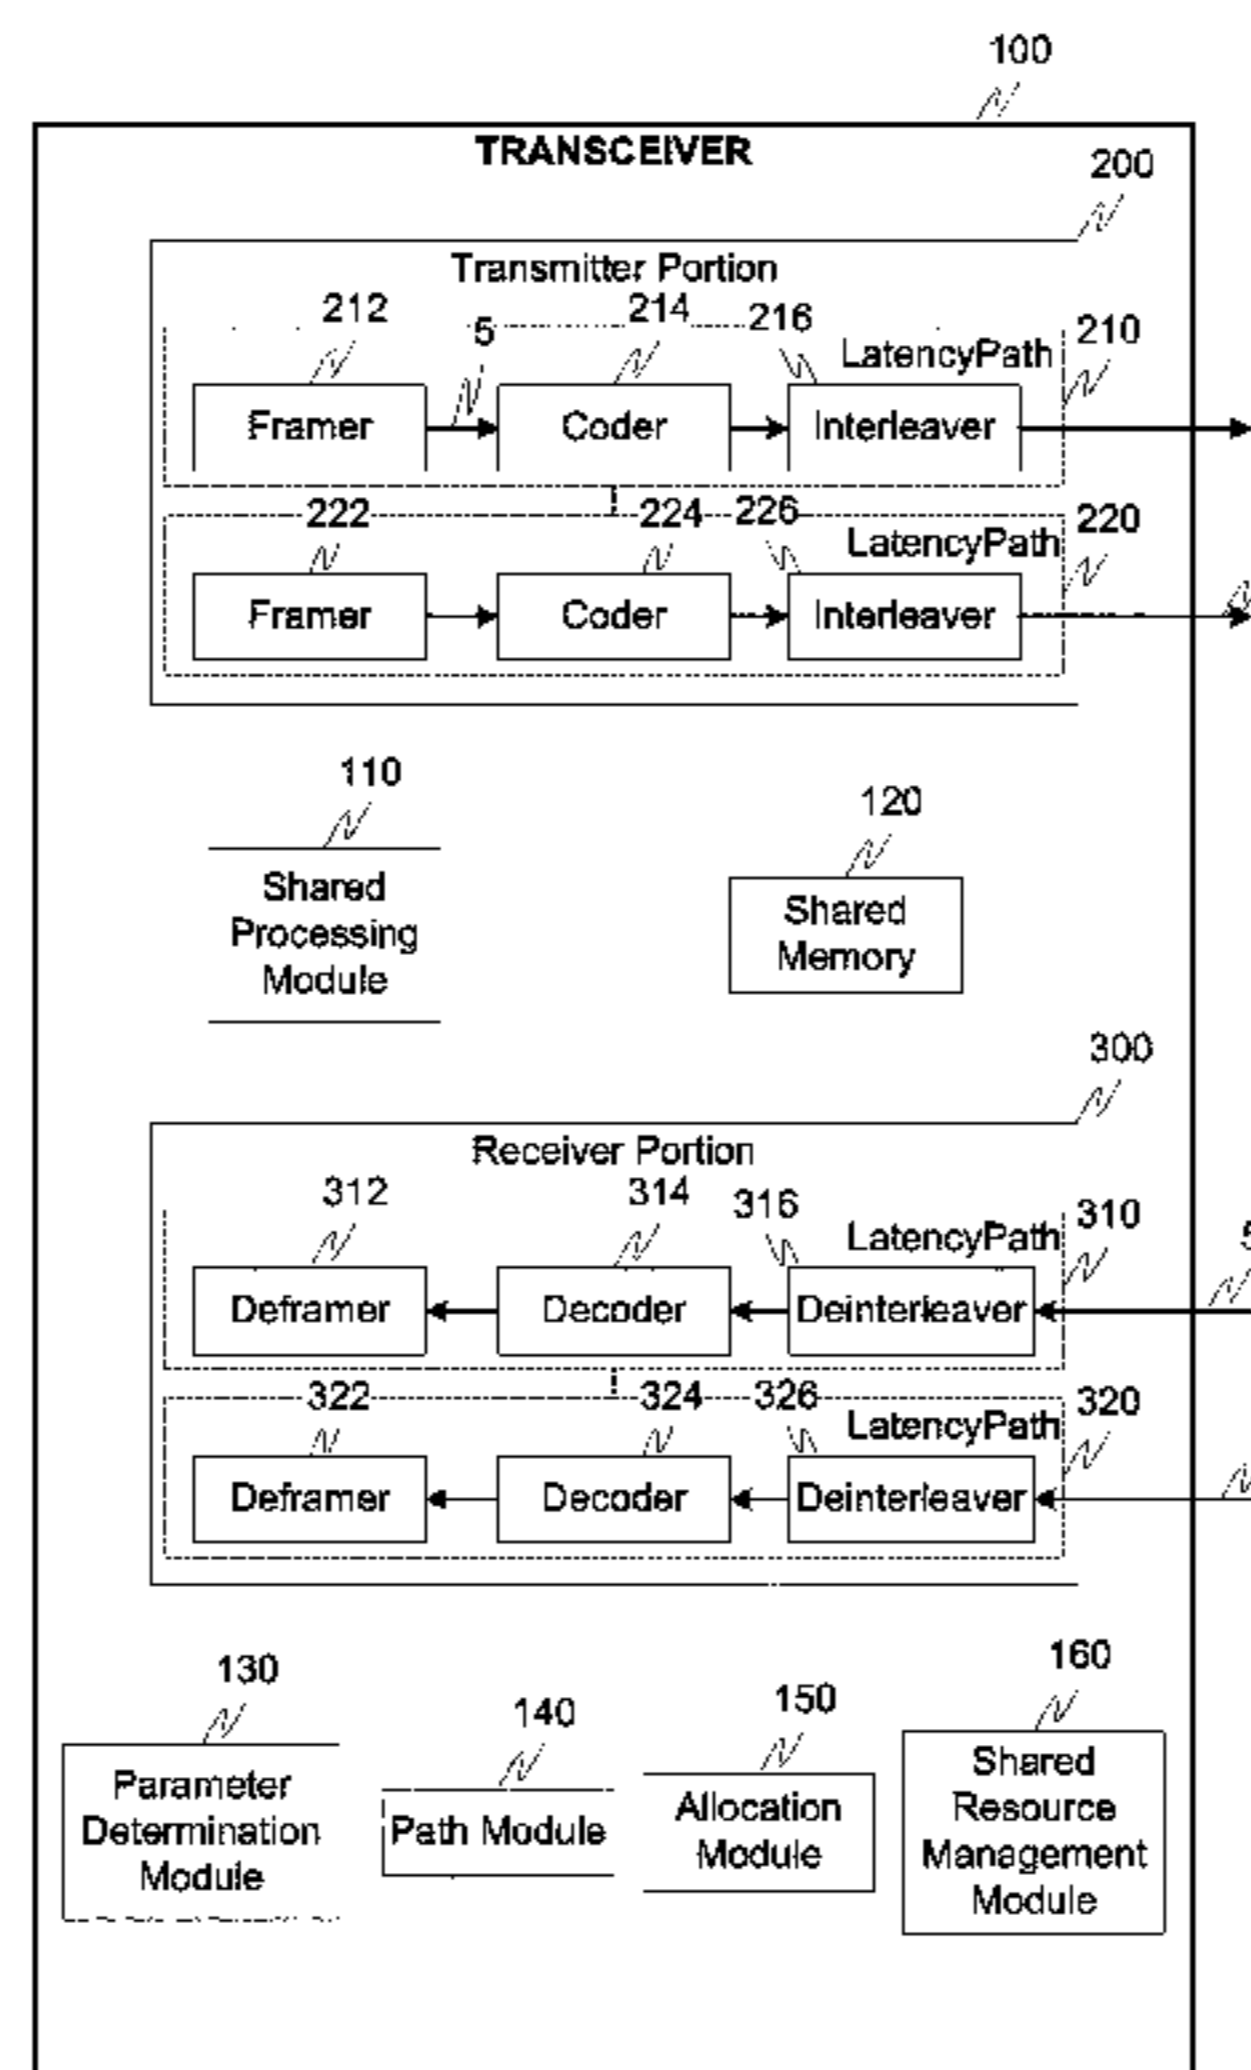 100
TRANSCEIVER
200
Transmitter Portion
212
5
214
216
LatencyPath
210
Framer
Coder
Interleaver
222
224
226
LatencyPath
220
Framer
Coder
Interleaver
110
120
Shared
Processing
Module
Shared
Memory
300
Receiver Portion
312
314
316
LatencyPath
310
5
Deframer
Decoder
Deinterleaver
322
324
326
LatencyPath
320
Deframer
Decoder
Deinterleaver
130
140
150
160
Parameter
Determination
Module
Path Module
Allocation
Module
Shared
Resource
Management
Module